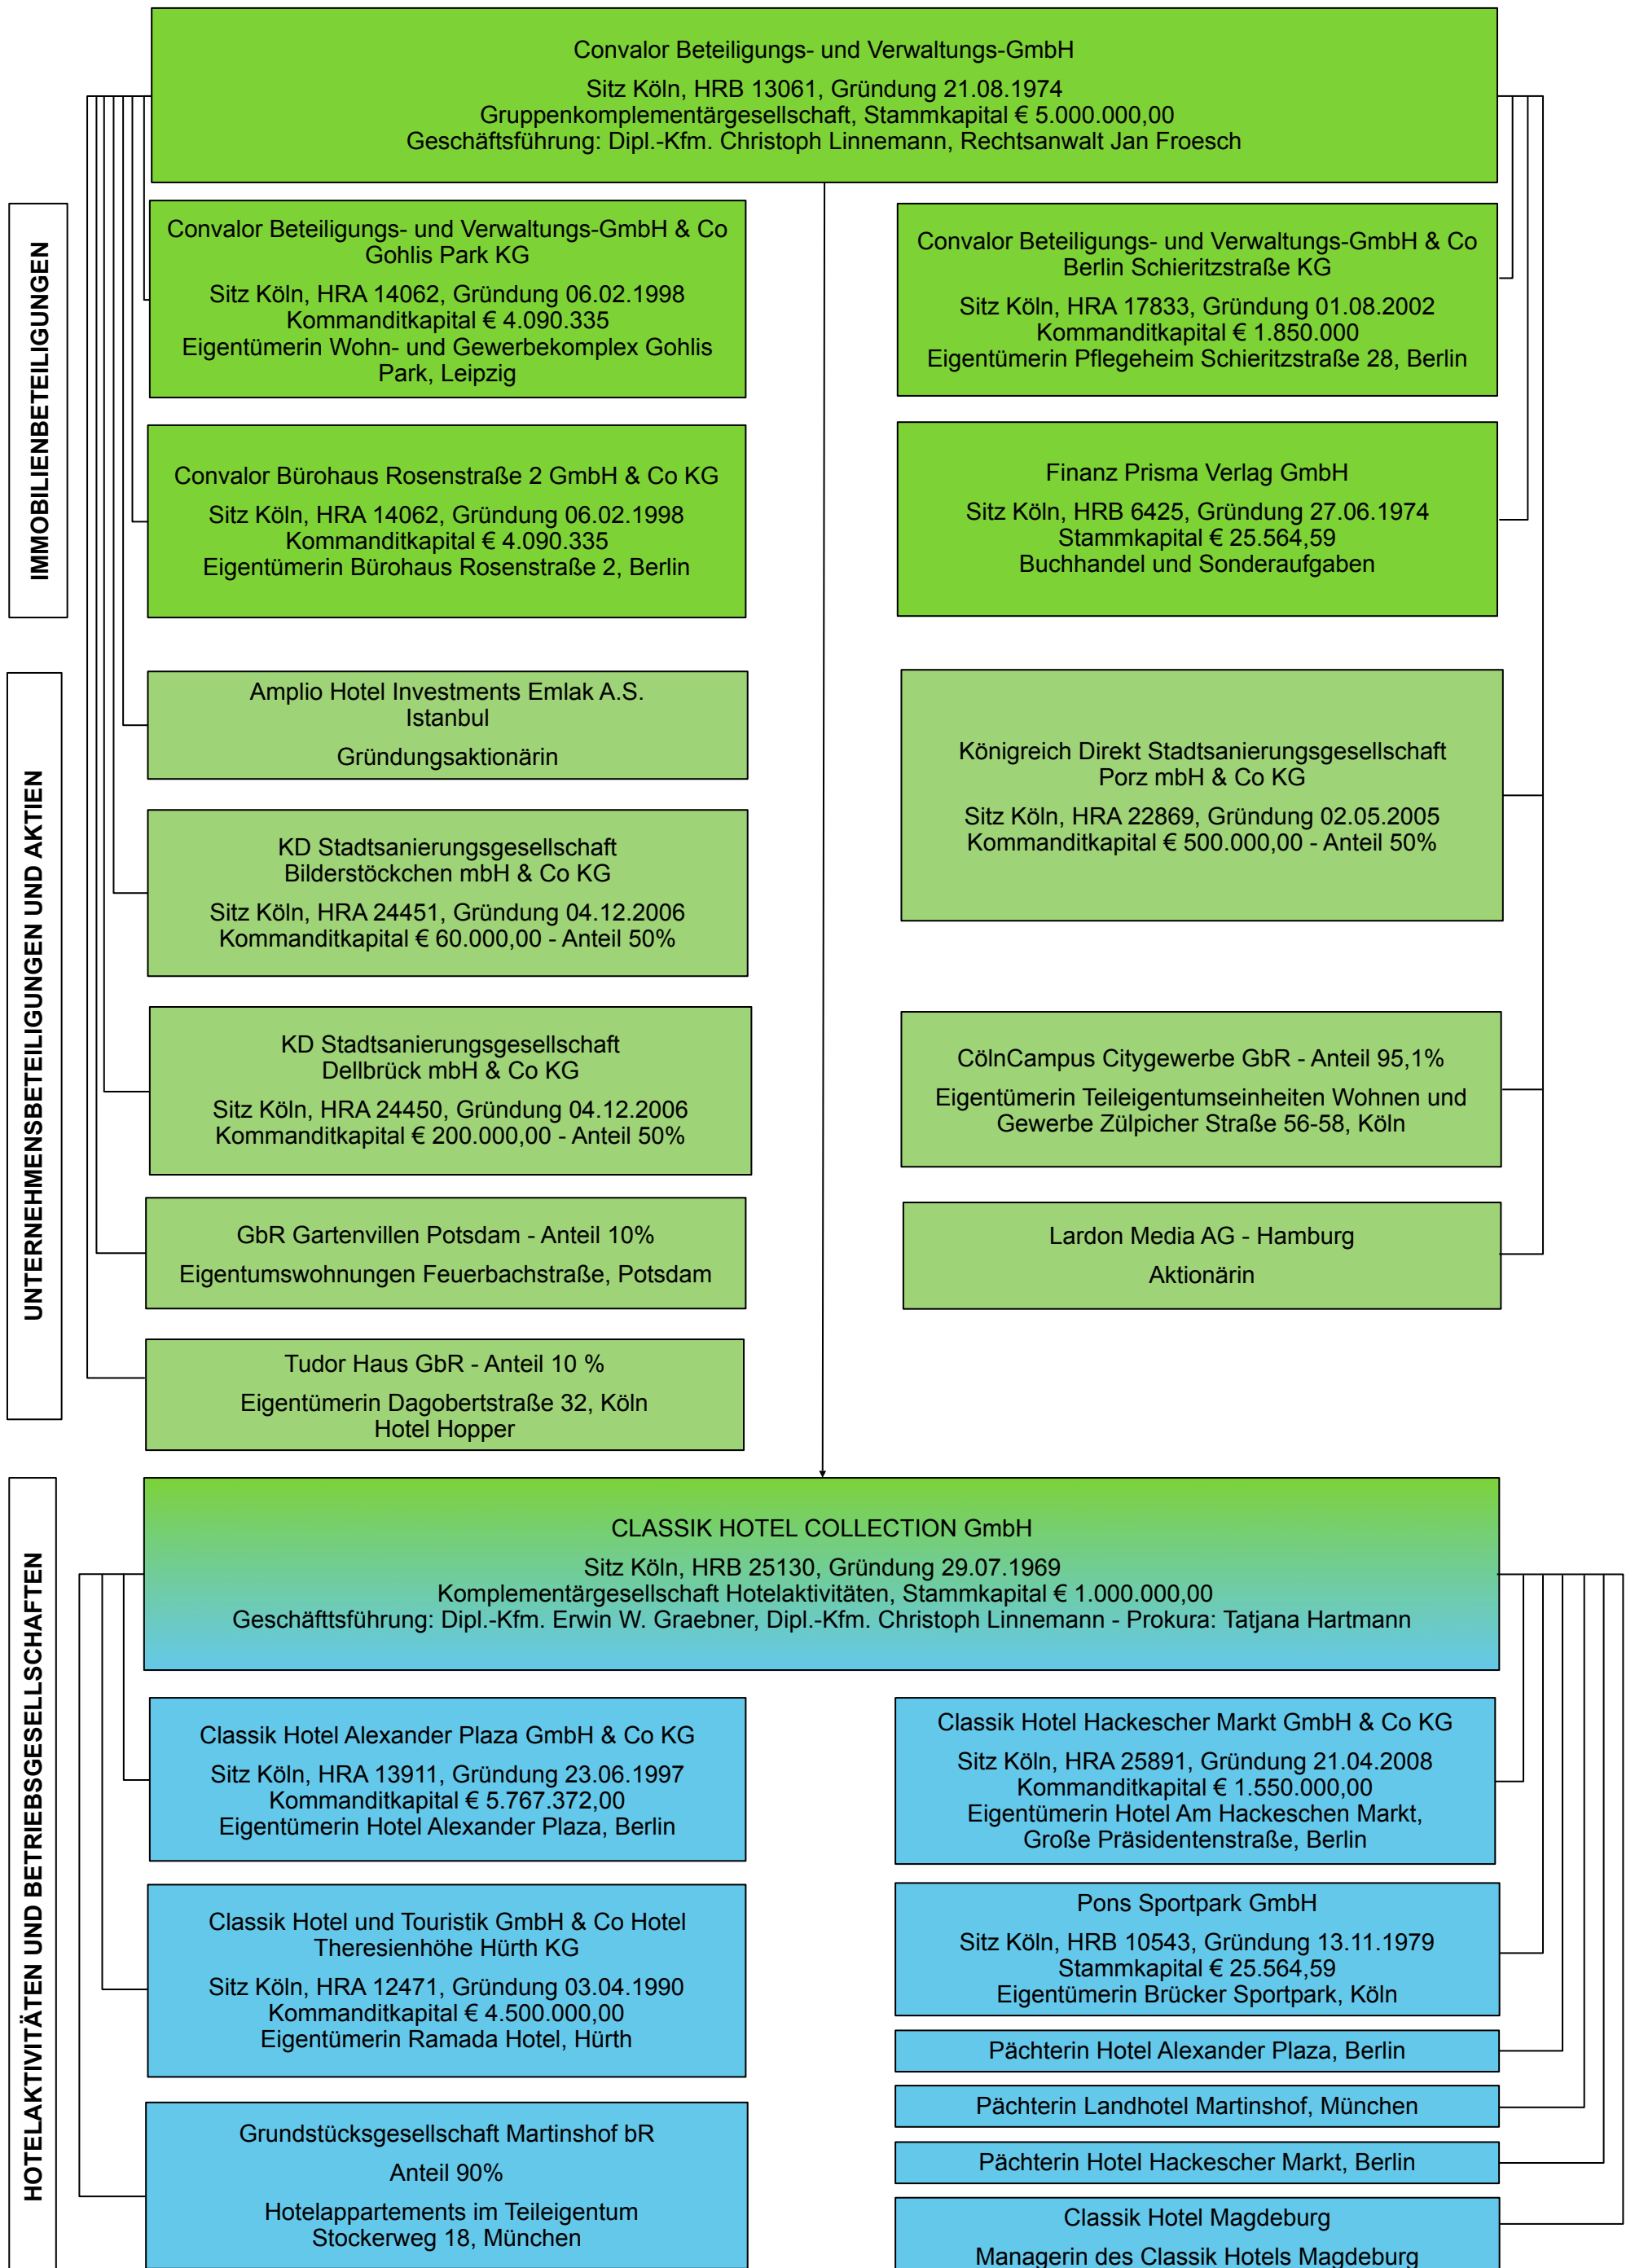 Convalor Beteiligungs- und Verwaltungs-GmbH
Sitz Köln, HRB 13061, Gründung 21.08.1974
Gruppenkomplementärgesellschaft, Stammkapital € 5.000.000,00
Geschäftsführung: Dipl.-Kfm. Christoph Linnemann, Rechtsanwalt Jan Froesch
IMMOBILIENBETEILIGUNGEN
Convalor Beteiligungs- und Verwaltungs-GmbH & Co
Gohlis Park KG
Sitz Köln, HRA 14062, Gründung 06.02.1998
Kommanditkapital € 4.090.335
Eigentümerin Wohn- und Gewerbekomplex Gohlis
Park, Leipzig
Convalor Beteiligungs- und Verwaltungs-GmbH & Co
Berlin Schieritzstraße KG
Sitz Köln, HRA 17833, Gründung 01.08.2002
Kommanditkapital € 1.850.000
Eigentümerin Pflegeheim Schieritzstraße 28, Berlin
Convalor Bürohaus Rosenstraße 2 GmbH & Co KG
Sitz Köln, HRA 14062, Gründung 06.02.1998
Kommanditkapital € 4.090.335
Eigentümerin Bürohaus Rosenstraße 2, Berlin
Finanz Prisma Verlag GmbH
Sitz Köln, HRB 6425, Gründung 27.06.1974
Stammkapital € 25.564,59
Buchhandel und Sonderaufgaben
UNTERNEHMENSBETEILIGUNGEN UND AKTIEN
Amplio Hotel Investments Emlak A.S.
Istanbul
Gründungsaktionärin
Königreich Direkt Stadtsanierungsgesellschaft
Porz mbH & Co KG
Sitz Köln, HRA 22869, Gründung 02.05.2005
Kommanditkapital € 500.000,00 - Anteil 50%
KD Stadtsanierungsgesellschaft
Bilderstöckchen mbH & Co KG
Sitz Köln, HRA 24451, Gründung 04.12.2006
Kommanditkapital € 60.000,00 - Anteil 50%
KD Stadtsanierungsgesellschaft
Dellbrück mbH & Co KG
Sitz Köln, HRA 24450, Gründung 04.12.2006
Kommanditkapital € 200.000,00 - Anteil 50%
CölnCampus Citygewerbe GbR - Anteil 95,1%
Eigentümerin Teileigentumseinheiten Wohnen und
Gewerbe Zülpicher Straße 56-58, Köln
GbR Gartenvillen Potsdam - Anteil 10%
Eigentumswohnungen Feuerbachstraße, Potsdam
Lardon Media AG - Hamburg
Aktionärin
Tudor Haus GbR - Anteil 10 %
Eigentümerin Dagobertstraße 32, Köln
Hotel Hopper
HOTELAKTIVITÄTEN UND BETRIEBSGESELLSCHAFTEN
CLASSIK HOTEL COLLECTION GmbH
Sitz Köln, HRB 25130, Gründung 29.07.1969
Komplementärgesellschaft Hotelaktivitäten, Stammkapital € 1.000.000,00
Geschäfttsführung: Dipl.-Kfm. Erwin W. Graebner, Dipl.-Kfm. Christoph Linnemann - Prokura: Tatjana Hartmann
Classik Hotel Alexander Plaza GmbH & Co KG
Sitz Köln, HRA 13911, Gründung 23.06.1997
Kommanditkapital € 5.767.372,00
Eigentümerin Hotel Alexander Plaza, Berlin
Classik Hotel Hackescher Markt GmbH & Co KG
Sitz Köln, HRA 25891, Gründung 21.04.2008
Kommanditkapital € 1.550.000,00
Eigentümerin Hotel Am Hackeschen Markt,
Große Präsidentenstraße, Berlin
Classik Hotel und Touristik GmbH & Co Hotel
Theresienhöhe Hürth KG
Sitz Köln, HRA 12471, Gründung 03.04.1990
Kommanditkapital € 4.500.000,00
Eigentümerin Ramada Hotel, Hürth
Pons Sportpark GmbH
Sitz Köln, HRB 10543, Gründung 13.11.1979
Stammkapital € 25.564,59
Eigentümerin Brücker Sportpark, Köln
Pächterin Hotel Alexander Plaza, Berlin
Pächterin Landhotel Martinshof, München
Pächterin Hotel Hackescher Markt, Berlin
Grundstücksgesellschaft Martinshof bR
Anteil 90%
Hotelappartements im Teileigentum
Stockerweg 18, München
Classik Hotel Magdeburg
Managerin des Classik Hotels Magdeburg